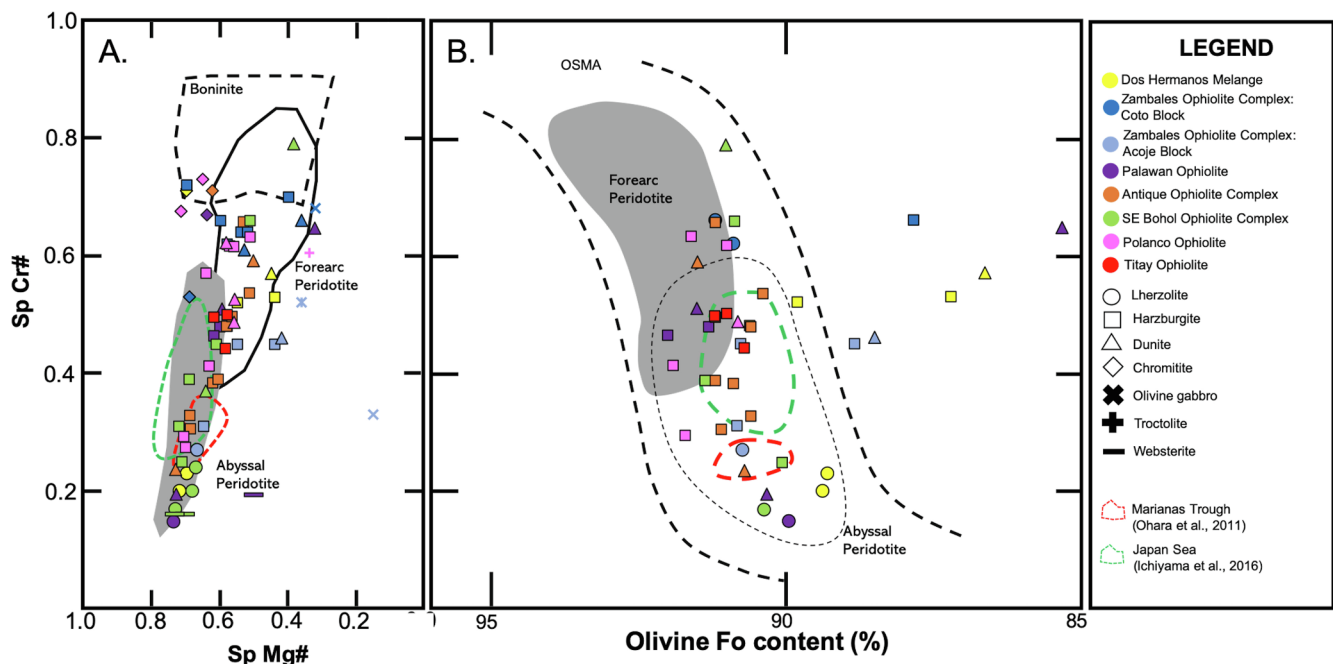 A.
B.
Boninite
Forearc
Peridotite
Abyssal
Peridotite
1.0
0.8
0.6
0.4
0.2
0
Sp Cr#
1.0
0.8
0.6
0.4
0.2
Sp Mg#
OSMA
Forearc
Peridotite
Abyssal
Peridotite
95
90
85
Olivine Fo content (%)
LEGEND
Dos Hermanos Melange
Zambales Ophiolite Complex:
Coto Block
Zambales Ophiolite Complex:
Acoje Block
Palawan Ophiolite
Antique Ophiolite Complex
SE Bohol Ophiolite Complex
Polanco Ophiolite
Titay Ophiolite
Lherzolite
Harzburgite
Dunite
Chromitite
Olivine gabbro
Troctolite
Websterite
Marianas Trough
(Ohara et al., 2011)
Japan Sea
(Ichiyama et al., 2016)